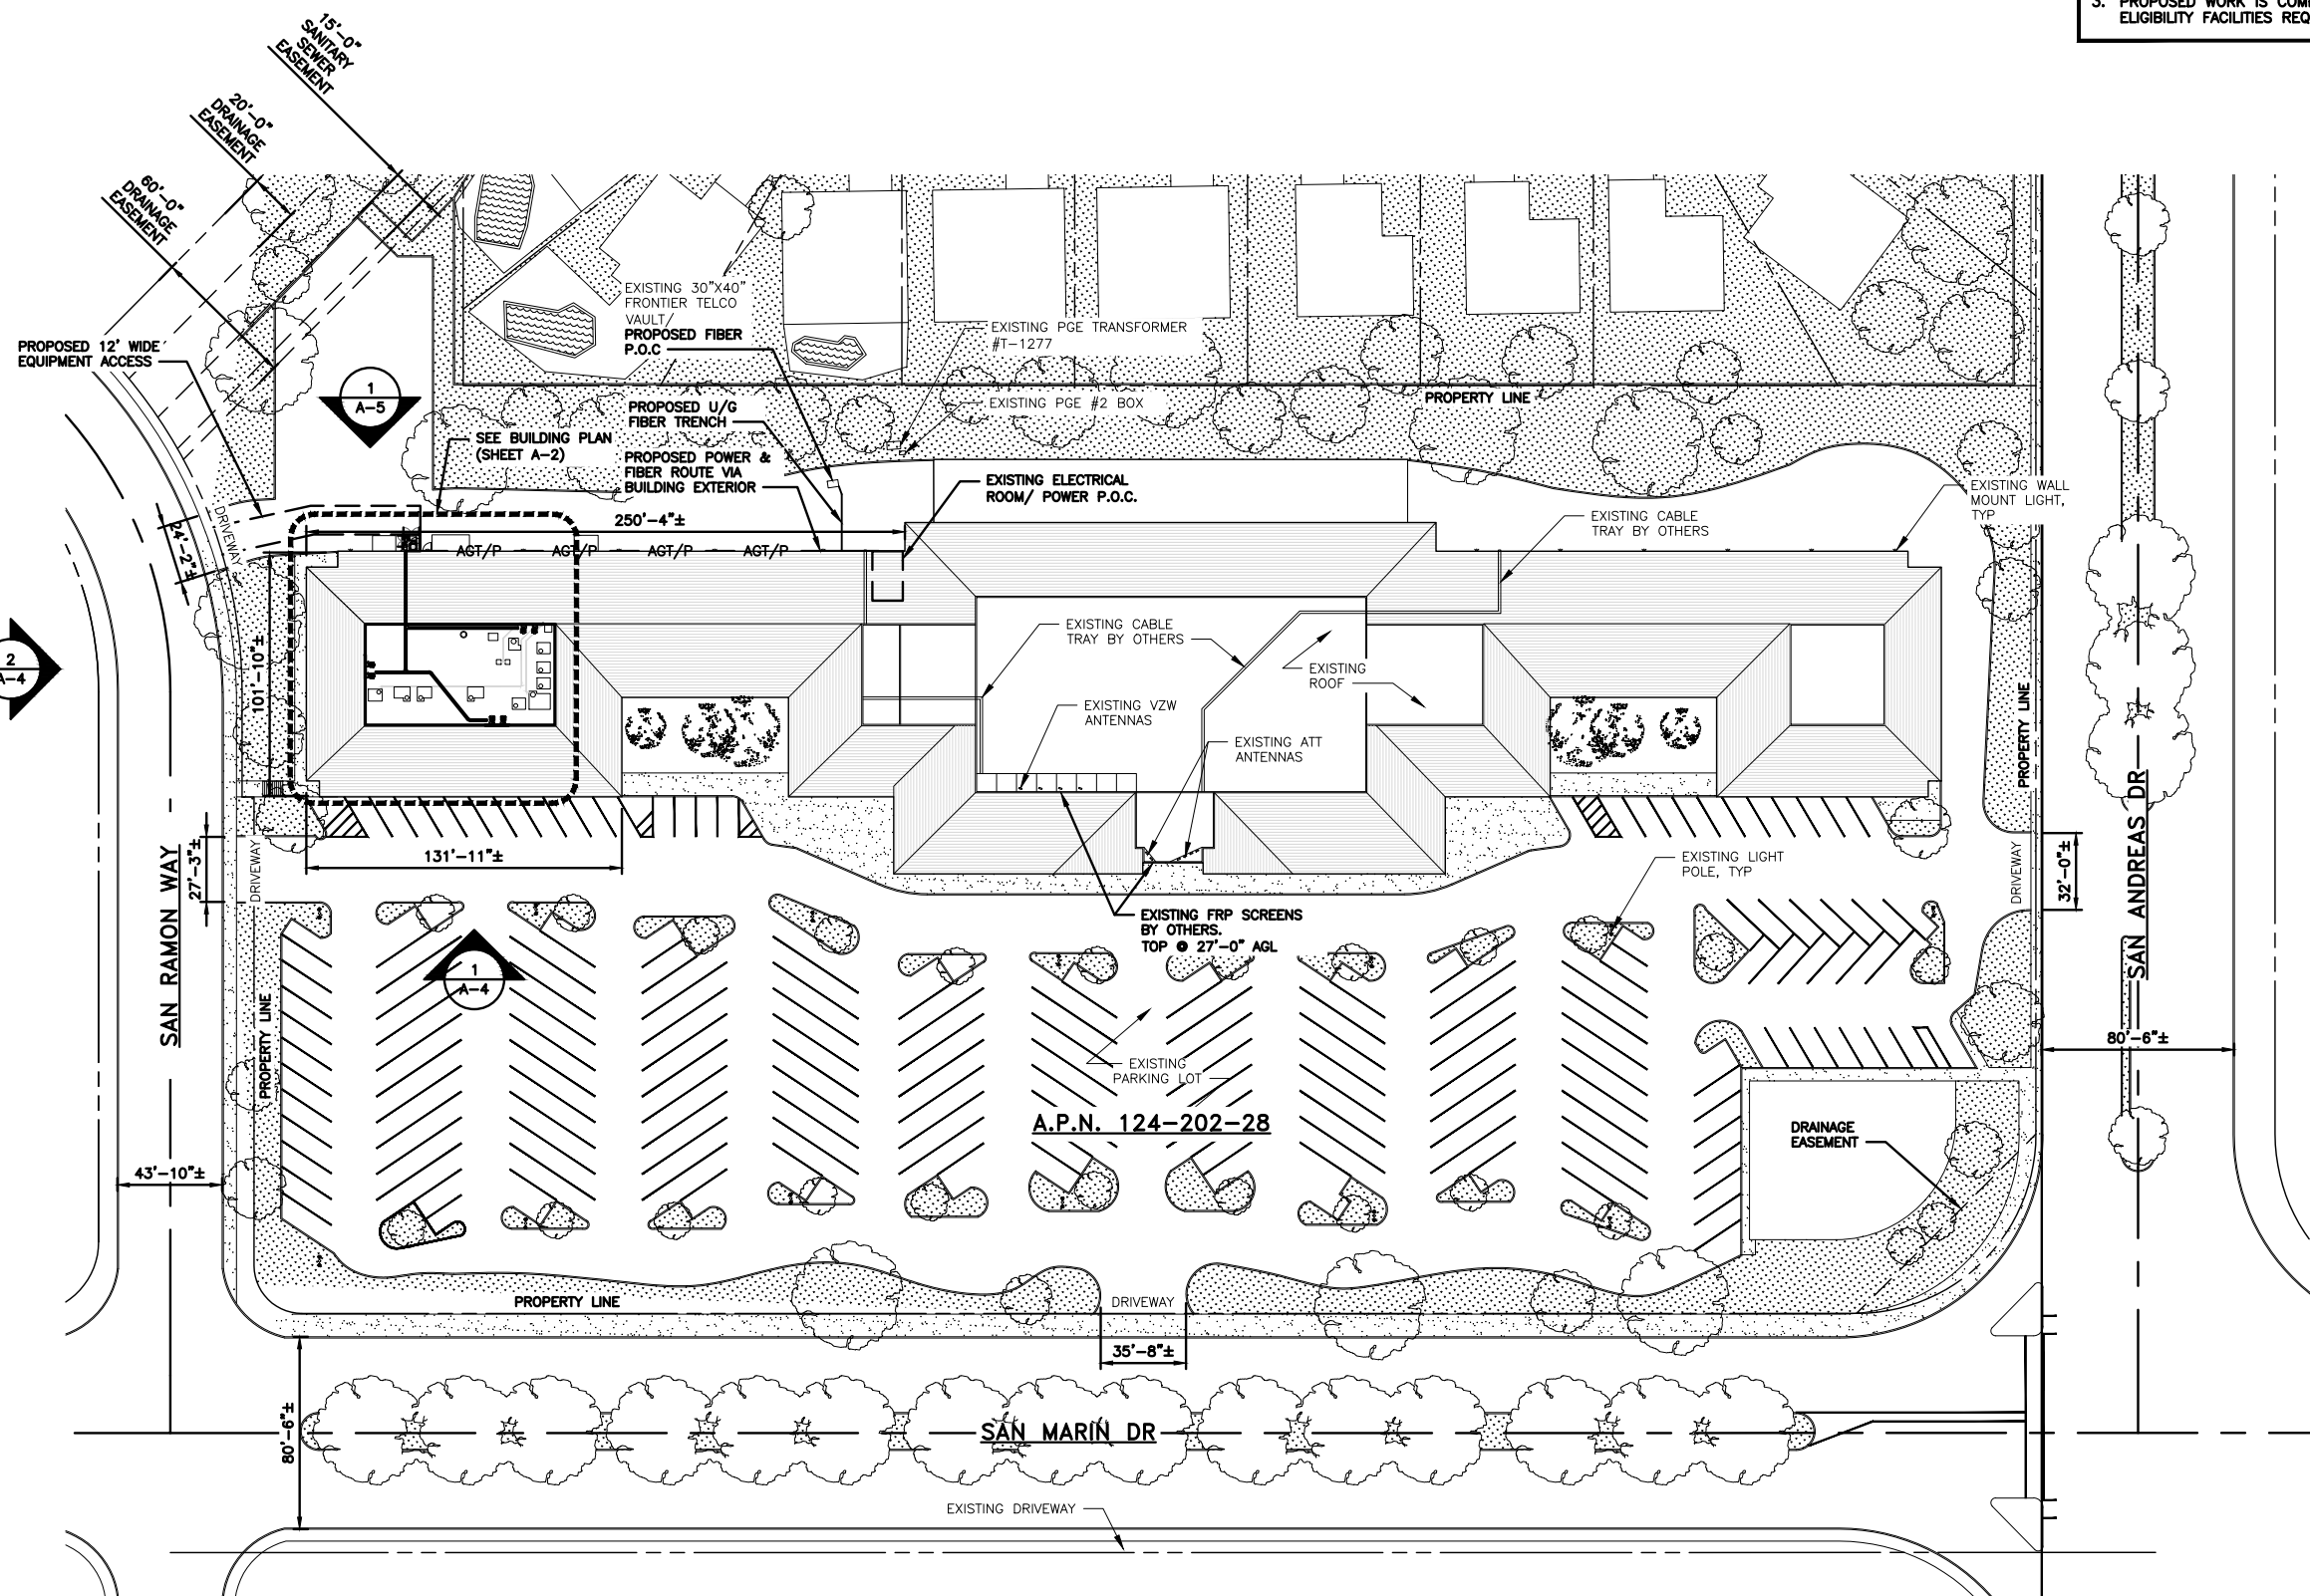 3. PROPOSED WORK IS
ELIGIBILITY FACILITIES
15'-0"
SANITARY
SEWER
EASEMENT
20'-0"
DRAINAGE
EASEMENT
60'-0"
DRAINAGE
EASEMENT
PROPOSED 12' WIDE
EQUIPMENT ACCESS
1
A-5
EXISTING 30"X40"
FRONTIER TELCO
VAULT/
PROPOSED FIBER
P.O.C
EXISTING PGE TRANSFORMER
#T-1277
EXISTING PGE #2 BOX
PROPERTY LINE
PROPOSED U/G
FIBER TRENCH
SEE BUILDING PLAN
(SHEET A-2)
PROPOSED POWER &
FIBER ROUTE VIA
BUILDING EXTERIOR
EXISTING ELECTRICAL
ROOM/ POWER P.O.C.
EXISTING WALL
MOUNT LIGHT,
TYP
EXISTING CABLE
TRAY BY OTHERS
DRIVEWAY
24'-2"±
250'-4"±
AGT/P
AGT/P
AGT/P
AGT/P
2
A-4
101'-10"±
EXISTING CABLE
TRAY BY OTHERS
EXISTING
ROOF
EXISTING VZW
ANTENNAS
EXISTING ATT
ANTENNAS
PROPERTY LINE
SAN ANDREAS DR
SAN RAMON WAY
27'-3"±
DRIVEWAY
131'-11"±
EXISTING LIGHT
POLE, TYP
DRIVEWAY
32'-0"±
EXISTING FRP SCREENS
BY OTHERS.
TOP @ 27'-0" AGL
1
A-4
PROPERTY LINE
EXISTING
PARKING LOT
80'-6"±
A.P.N. 124-202-28
DRAINAGE
EASEMENT
43'-10"±
PROPERTY LINE
DRIVEWAY
35'-8"±
80'-6"±
SAN MARIN DR
EXISTING DRIVEWAY